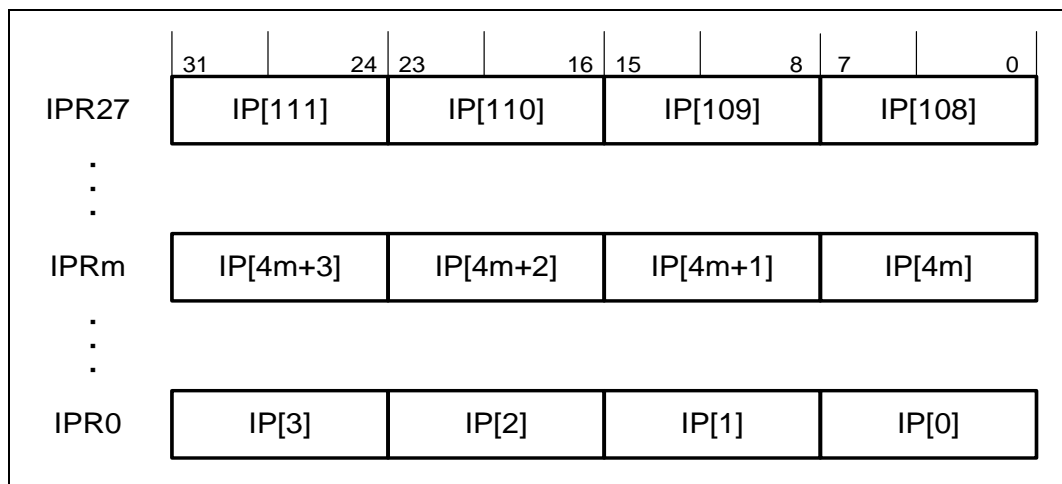 31 24 23 16 15 8 7 0
IPR27 IP[111] IP[110] IP[109] IP[108]
IPRm IP[4m+3] IP[4m+2] IP[4m+1] IP[4m]
IPR0 IP[3] IP[2] IP[1] IP[0]